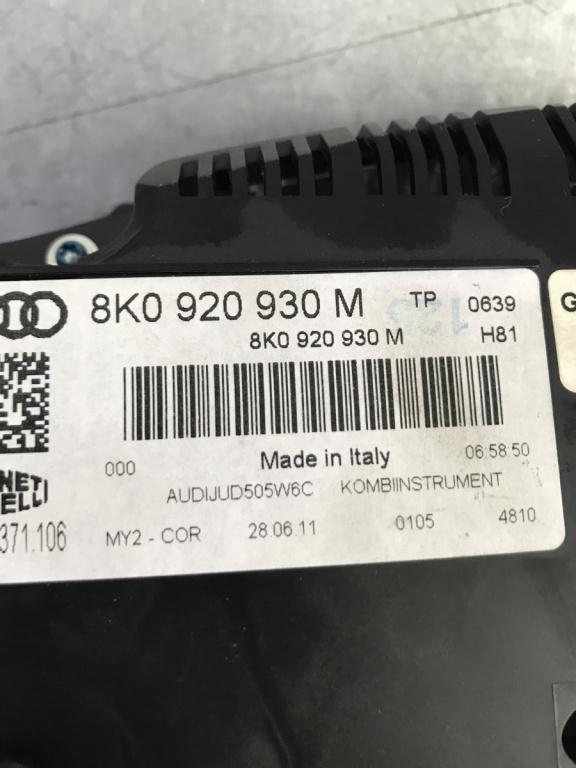 8K0 920 930 M TP 0639
8K0 920 930 M H81
000 Made in Italy 06:58:50
AUDIJUD505W6C KOMBIINSTRUMENT
371.106 MY2 - COR 28.06.11 0105 4810